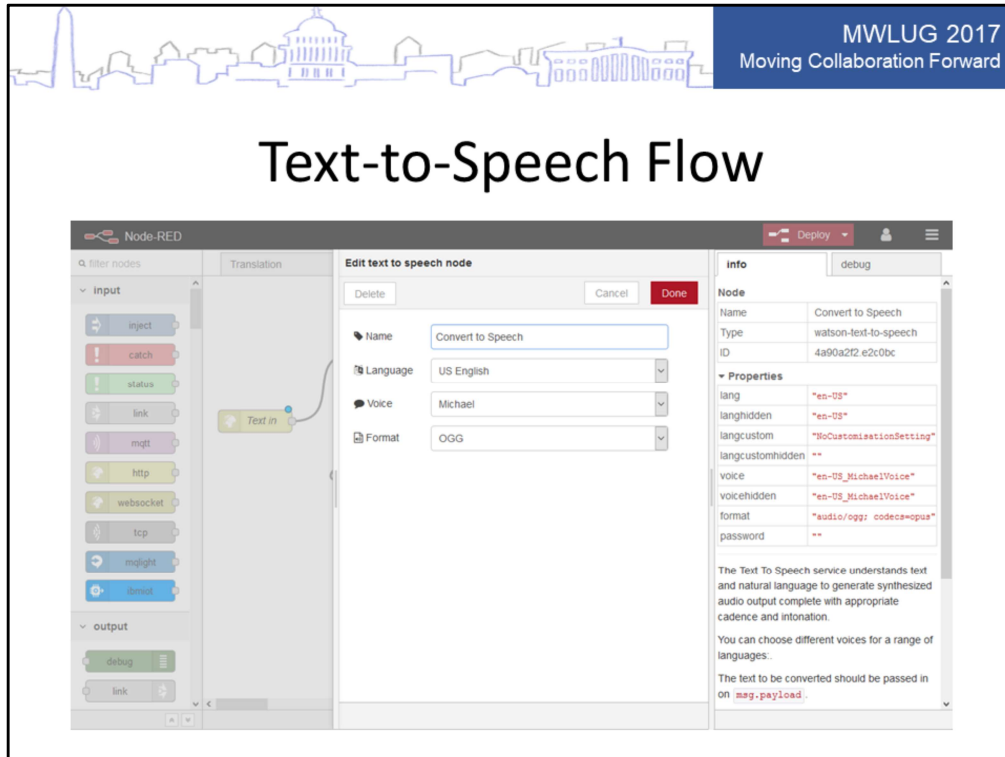 MWLUG 2017
Moving Collaboration Forward
Text-to-Speech Flow
Node-RED
Deploy
filter nodes
Translation
input
inject
catch
status
link
mqtt
http
websocket
tcp
mqlight
ibmiot
output
debug
link
Text in
Edit text to speech node
Delete
Cancel
Done
Name
Convert to Speech
Language
US English
Voice
Michael
Format
OGG
info
debug
Node
Name Convert to Speech
Type watson-text-to-speech
ID 4a90a2f2.e2c0bc
Properties
lang "en-US"
langhidden "en-US"
langcustom "NoCustomisationSetting"
langcustomhidden ""
voice "en-US_MichaelVoice"
voicehidden "en-US_MichaelVoice"
format "audio/ogg; codecs=opus"
password ""
The Text To Speech service understands text
and natural language to generate synthesized
audio output complete with appropriate
cadence and intonation.
You can choose different voices for a range of
languages:.
The text to be converted should be passed in
on msg.payload.